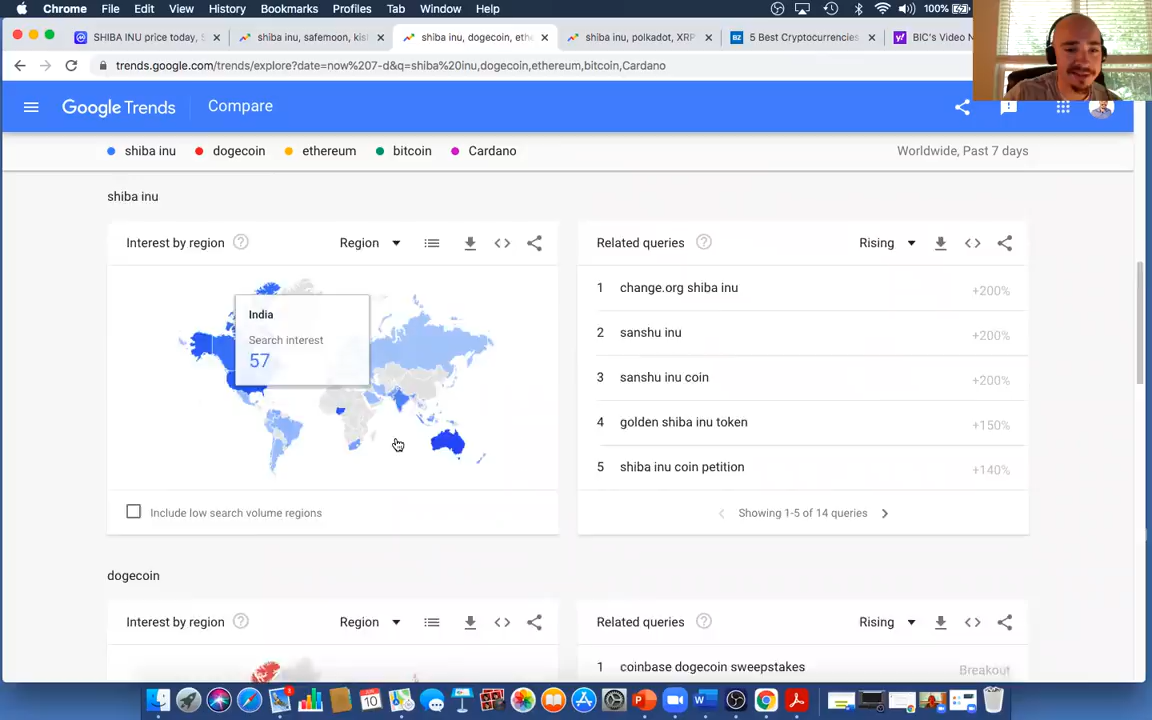 Chrome File Edit View History Bookmarks Profiles Tab Window Help 100%
SHIBA INU price today, shiba inu, safemoon, kis shiba inu, dogecoin, eth shiba inu, polkadot, XRP 5 Best Cryptocurrencies BIC's Video N
trends.google.com/trends/explore?date=now%207-d&q=shiba%20inu,dogecoin,ethereum,bitcoin,Cardano
Google Trends Compare
shiba inu dogecoin ethereum bitcoin Cardano Worldwide, Past 7 days
shiba inu
Interest by region Region Related queries Rising
India
Search interest
57
1 change.org shiba inu +200%
2 sanshu inu +200%
3 sanshu inu coin +200%
4 golden shiba inu token +150%
5 shiba inu coin petition +140%
Include low search volume regions Showing 1-5 of 14 queries
dogecoin
Interest by region Region Related queries Rising
1 coinbase dogecoin sweepstakes Breakout
10